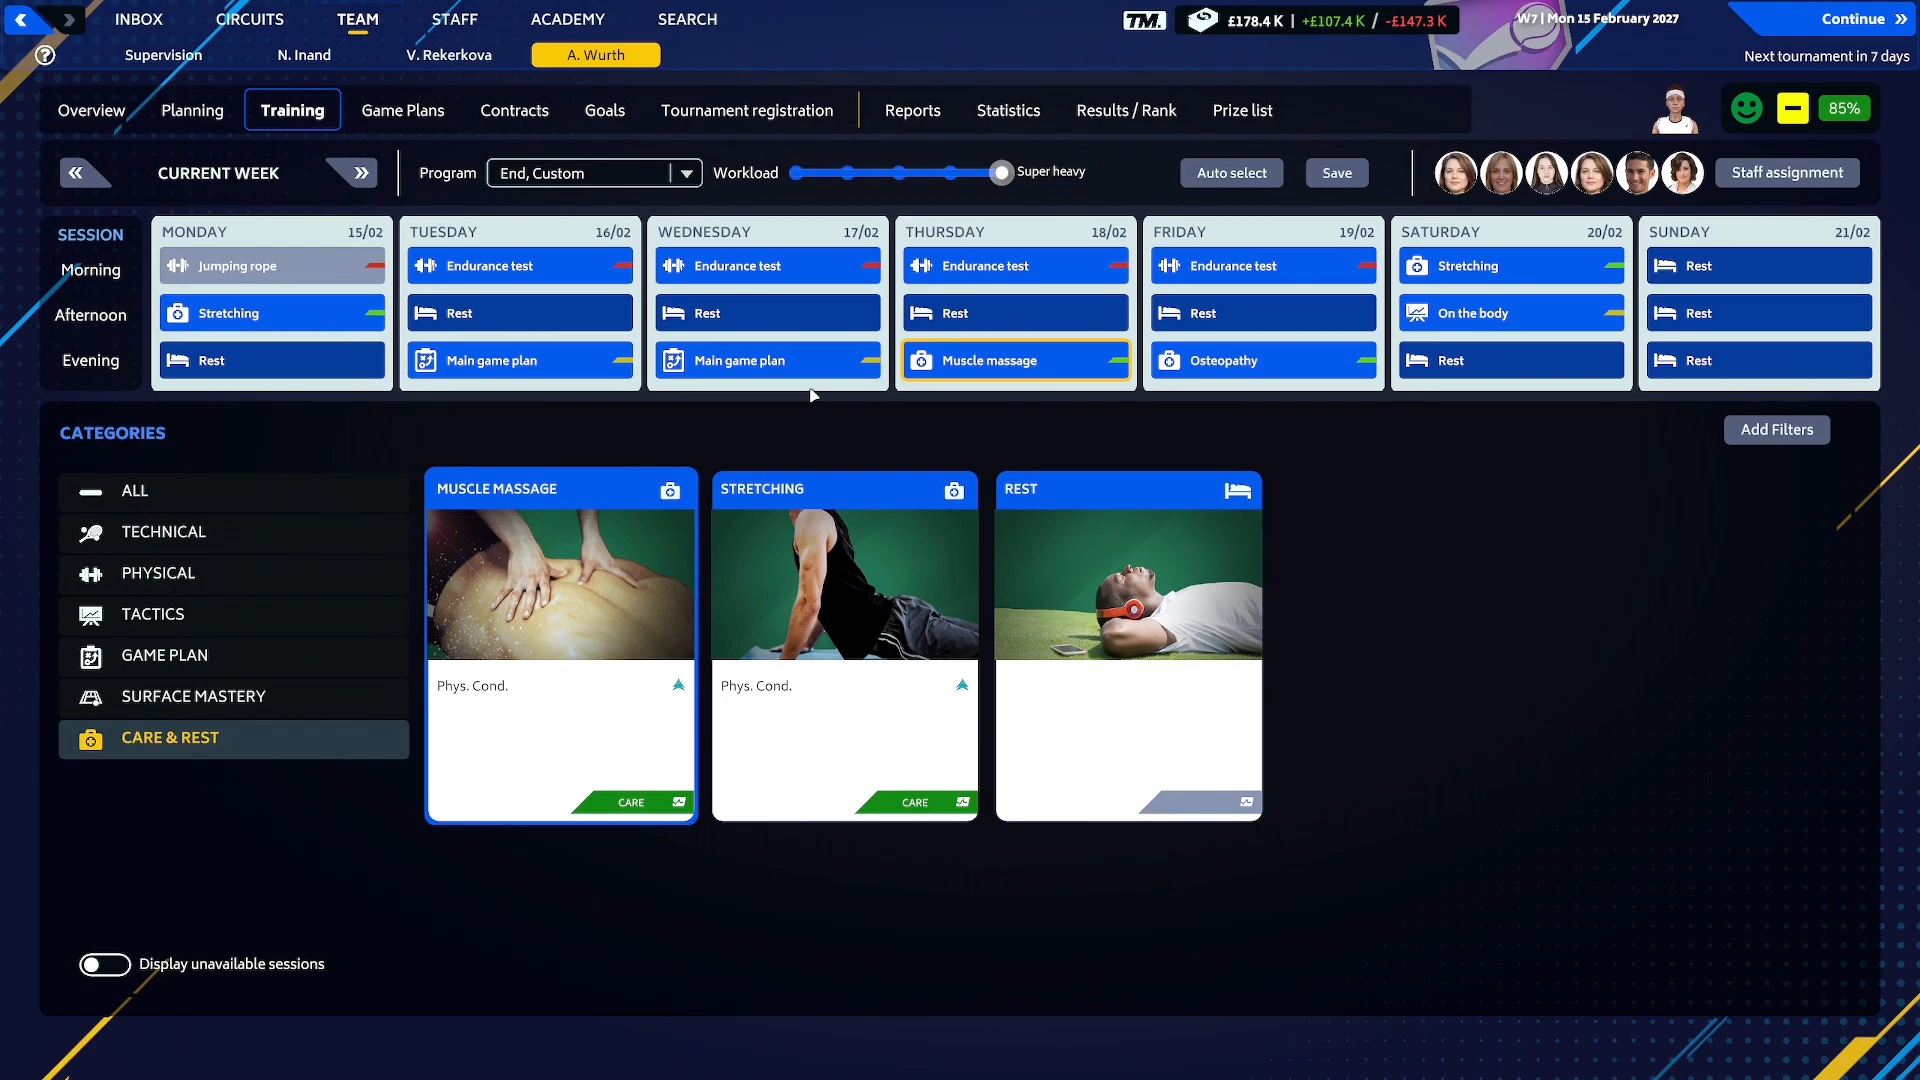 INBOX CIRCUITS TEAM STAFF ACADEMY SEARCH
TM. £178.4 K | +£107.4 K / -£147.3 K
W7 | Mon 15 February 2027
Continue
Supervision N. Inand V. Rekerkova A. Wurth
Next tournament in 7 days
Overview Planning Training Game Plans Contracts Goals Tournament registration Reports Statistics Results / Rank Prize list
85%
CURRENT WEEK
Program End, Custom
Workload Super heavy
Auto select
Save
Staff assignment
SESSION
MONDAY 15/02 TUESDAY 16/02 WEDNESDAY 17/02 THURSDAY 18/02 FRIDAY 19/02 SATURDAY 20/02 SUNDAY 21/02
Morning Jumping rope Endurance test Endurance test Endurance test Endurance test Stretching Rest
Afternoon Stretching Rest Rest Rest Rest On the body Rest
Evening Rest Main game plan Main game plan Muscle massage Osteopathy Rest Rest
CATEGORIES
Add Filters
ALL
TECHNICAL
PHYSICAL
TACTICS
GAME PLAN
SURFACE MASTERY
CARE & REST
MUSCLE MASSAGE
Phys. Cond.
CARE
STRETCHING
Phys. Cond.
CARE
REST
Display unavailable sessions